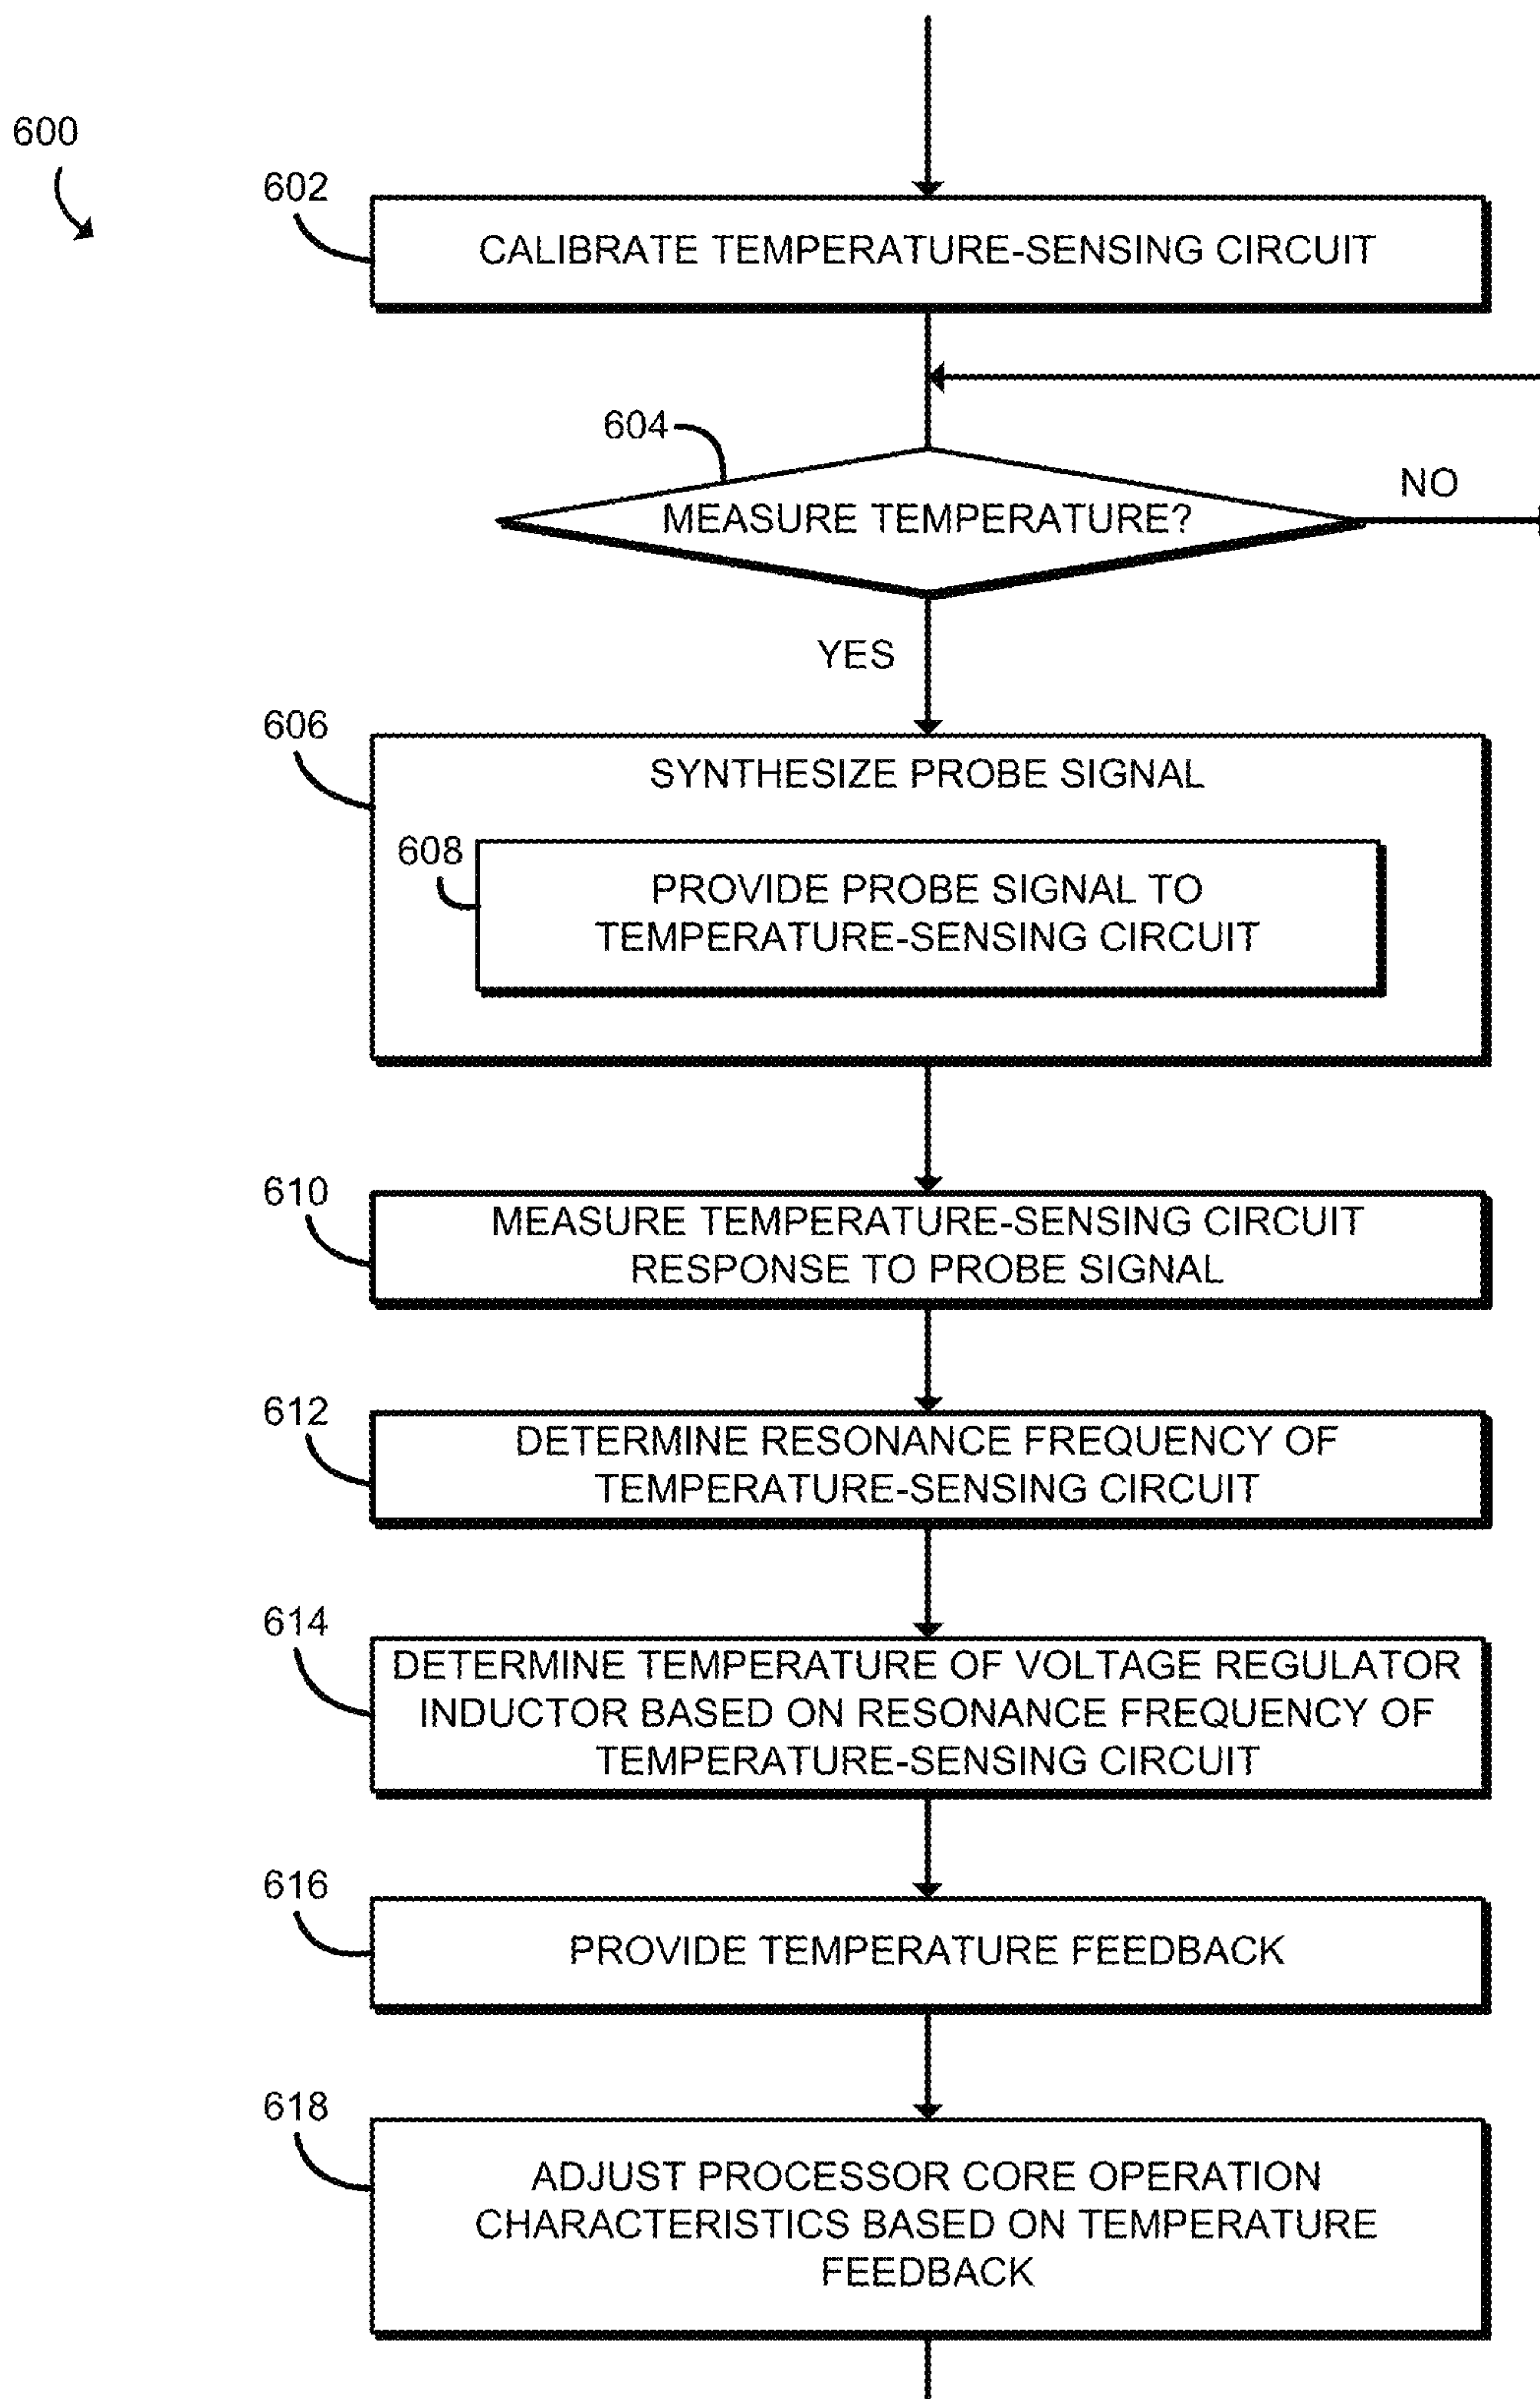 600
602
CALIBRATE TEMPERATURE-SENSING CIRCUIT
604
MEASURE TEMPERATURE?
NO
YES
606
SYNTHESIZE PROBE SIGNAL
608
PROVIDE PROBE SIGNAL TO
TEMPERATURE-SENSING CIRCUIT
610
MEASURE TEMPERATURE-SENSING CIRCUIT
RESPONSE TO PROBE SIGNAL
612
DETERMINE RESONANCE FREQUENCY OF
TEMPERATURE-SENSING CIRCUIT
614
DETERMINE TEMPERATURE OF VOLTAGE REGULATOR
INDUCTOR BASED ON RESONANCE FREQUENCY OF
TEMPERATURE-SENSING CIRCUIT
616
PROVIDE TEMPERATURE FEEDBACK
618
ADJUST PROCESSOR CORE OPERATION
CHARACTERISTICS BASED ON TEMPERATURE
FEEDBACK